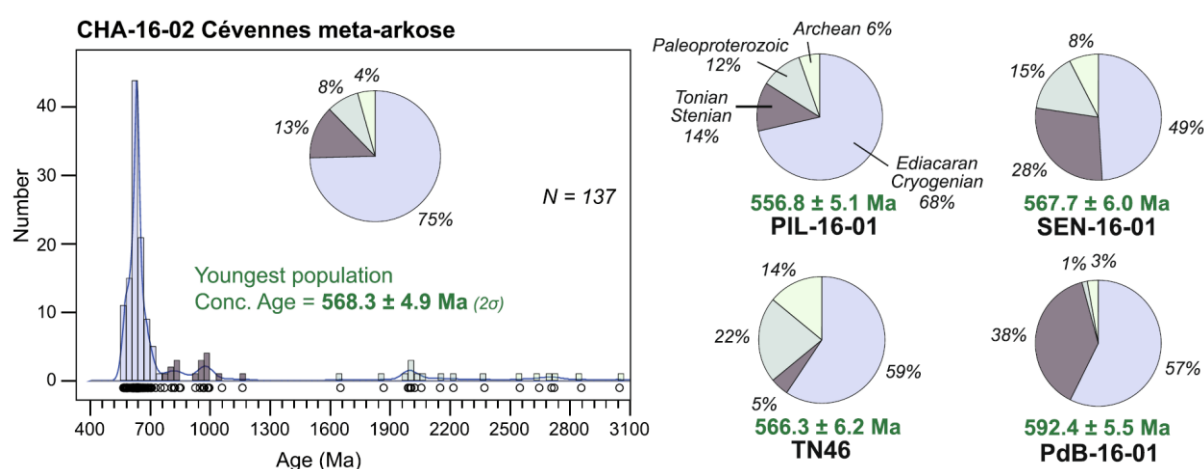 CHA-16-02 Cévennes meta-arkose
Number
40
30
20
10
0
4%
8%
13%
75%
N = 137
Youngest population
Conc. Age = 568.3 ± 4.9 Ma (2σ)
400 700 1000 1300 1600 1900 2200 2500 2800 3100
Age (Ma)
Archean 6%
Paleoproterozoic
12%
Tonian
Stenian
14%
Ediacaran
Cryogenian
68%
556.8 ± 5.1 Ma
PIL-16-01
8%
15%
49%
28%
567.7 ± 6.0 Ma
SEN-16-01
14%
22%
59%
5%
566.3 ± 6.2 Ma
TN46
1% 3%
38%
57%
592.4 ± 5.5 Ma
PdB-16-01